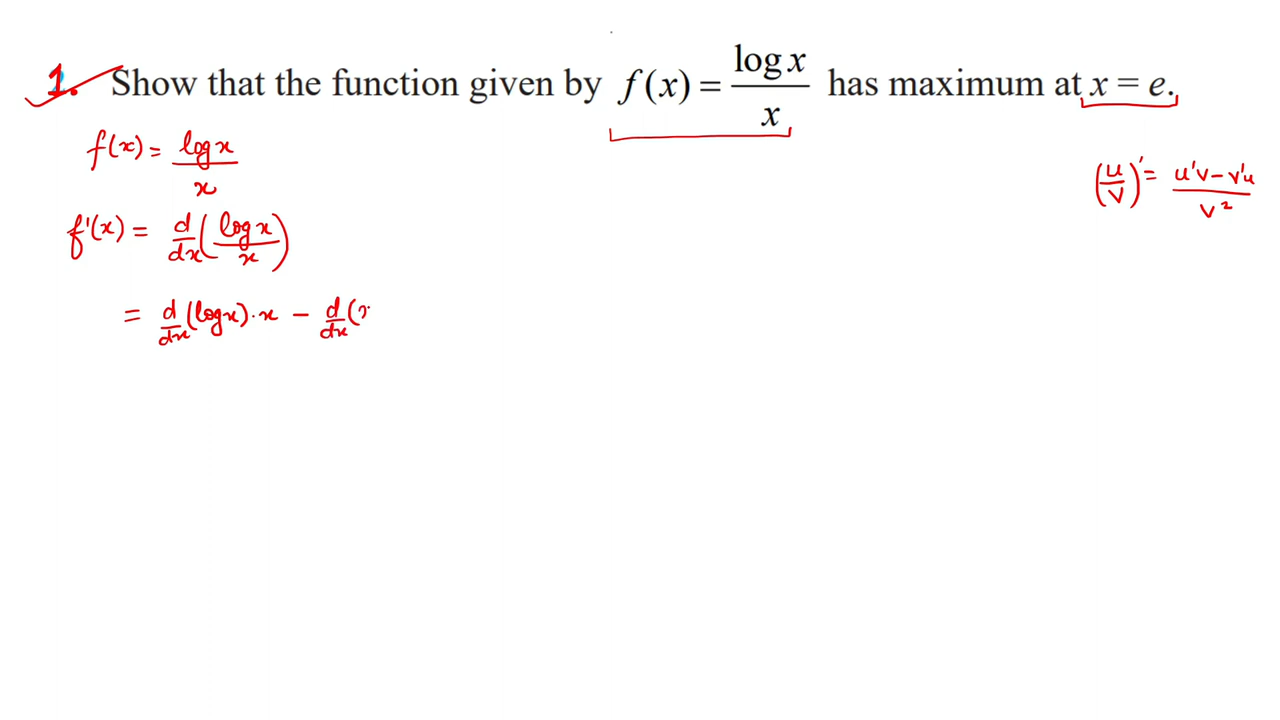 1. Show that the function given by f(x) = log x / x has maximum at x = e.
f(x) = log x / x
(u/v)' = u'v - v'u / v²
f'(x) = d/dx (log x / x)
= d/dx (log x) · x - d/dx (x